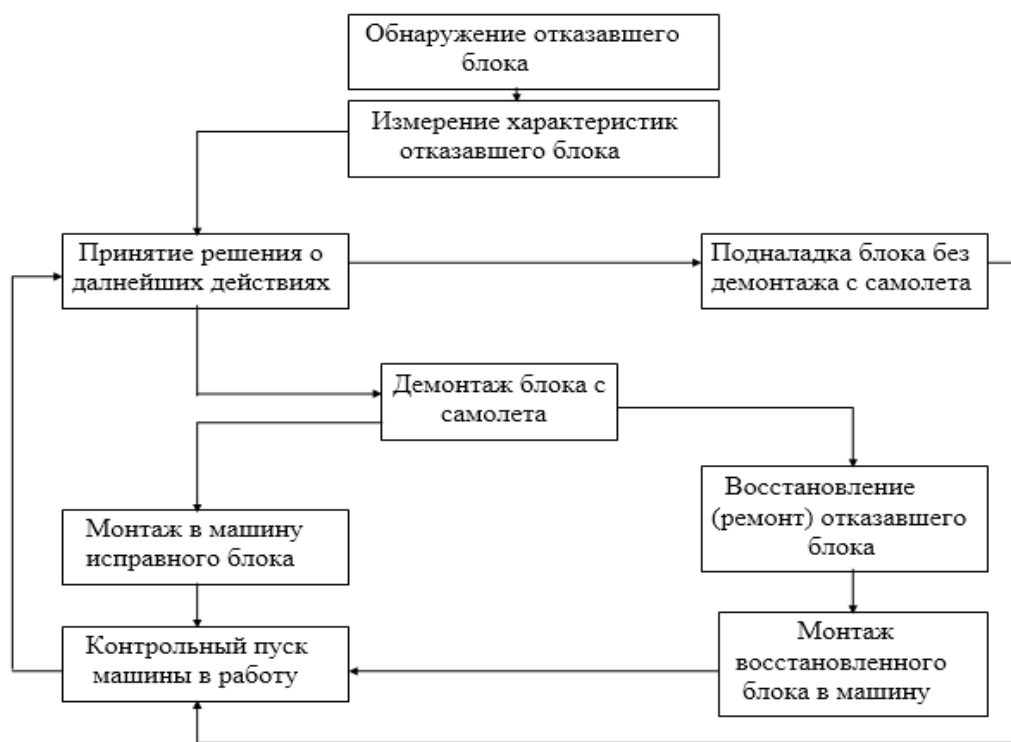 Обнаружение отказавшего
блока
Измерение характеристик
отказавшего блока
Принятие решения о
далнейших действиях
Подналадка блока без
демонтажа с самолета
Демонтаж блока с
самолета
Восстановление
(ремонт) отказавшего
блока
Монтаж в машину
исправного блока
Контрольный пуск
машины в работу
Монтаж
восстановленного
блока в машину